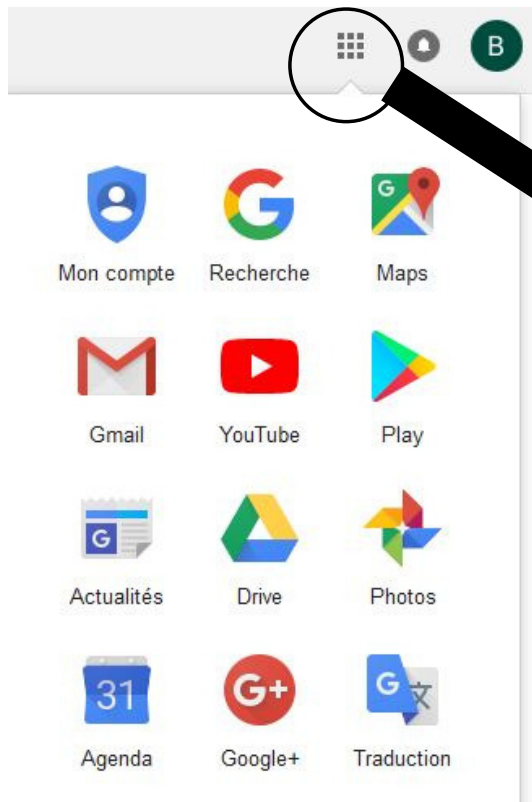 B
Mon compte Recherche Maps
Gmail YouTube Play
Actualités Drive Photos
31 G+
Agenda Google+ Traduction